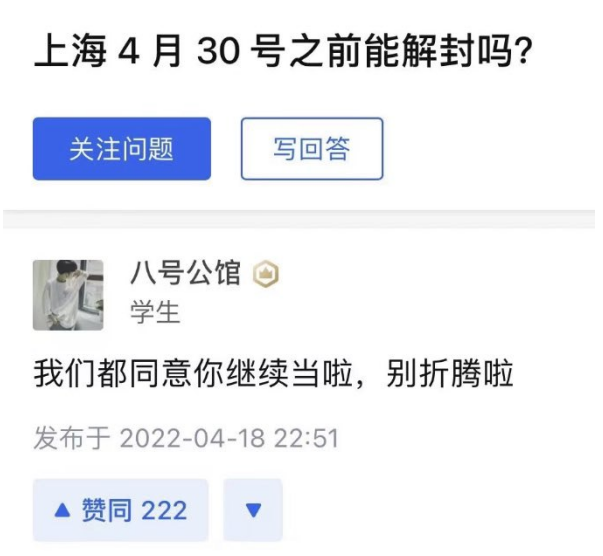 上海 4 月 30 号之前能解封吗?
关注问题
写回答
八号公馆
学生
我们都同意你继续当啦，别折腾啦
发布于 2022-04-18 22:51
▲ 赞同 222
▼